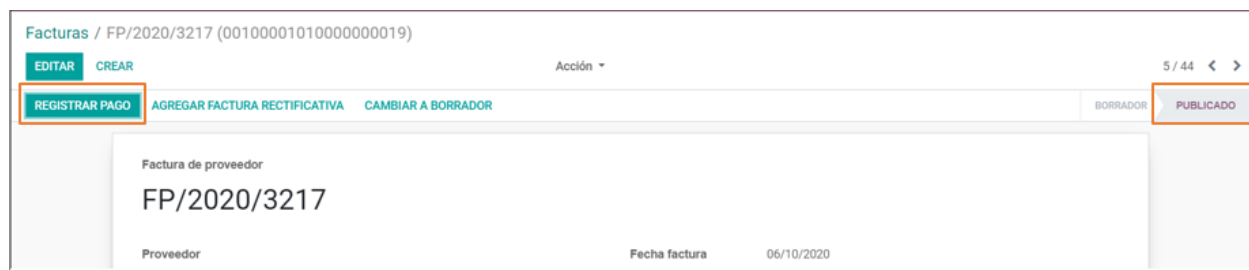 Facturas / FP/2020/3217 (00100001010000000019)
EDITAR CREAR Acción 5 / 44
REGISTRAR PAGO AGREGAR FACTURA RECTIFICATIVA CAMBIAR A BORRADOR BORRADOR PUBLICADO
Factura de proveedor
FP/2020/3217
Proveedor Fecha factura 06/10/2020